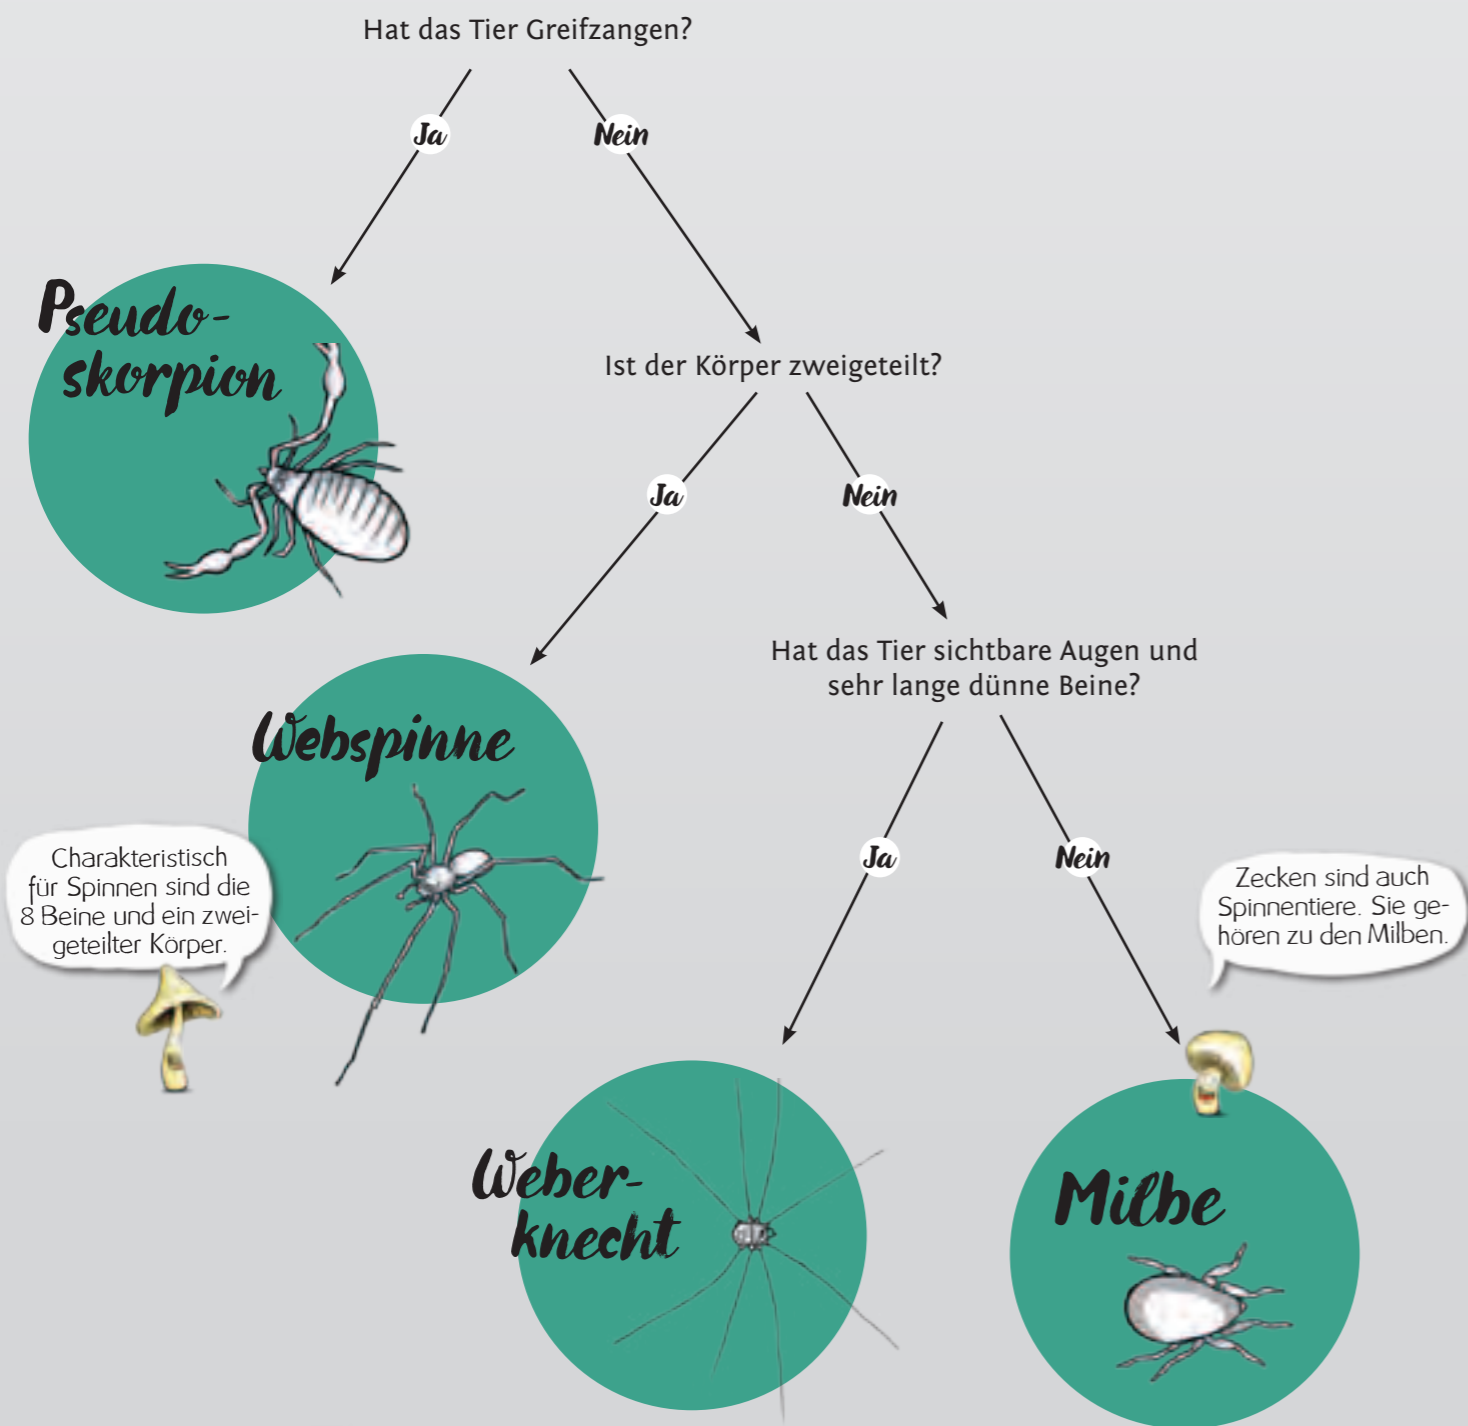 Hat das Tier Greifzangen?
Ja
Nein
Pseudo-
skorpion
Ist der Körper zweigeteilt?
Ja
Nein
Hat das Tier sichtbare Augen und
sehr lange dünne Beine?
Webspinne
Ja
Nein
Charakteristisch
für Spinnen sind die
8 Beine und ein zwei-
geteilter Körper.
Zecken sind auch
Spinnentiere. Sie ge-
hören zu den Milben.
Weber-
knecht
Milbe